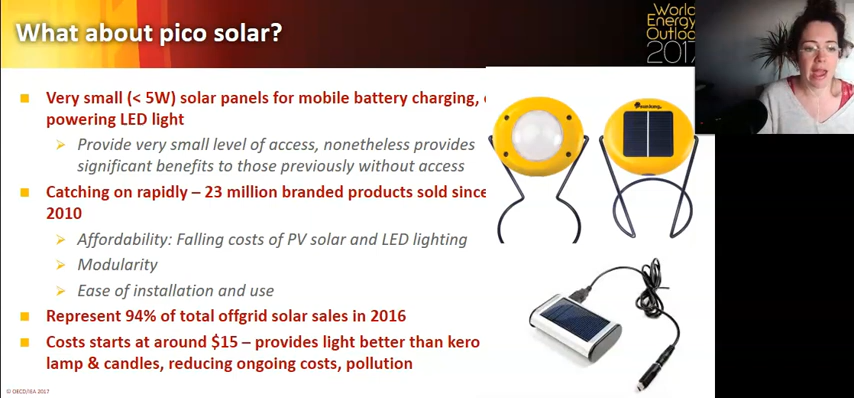 What about pico solar?
World
Energy
Outlook
2017
Very small (< 5W) solar panels for mobile battery charging,
powering LED light
Provide very small level of access, nonetheless provides
significant benefits to those previously without access
Catching on rapidly – 23 million branded products sold since
2010
Affordability: Falling costs of PV solar and LED lighting
Modularity
Ease of installation and use
Represent 94% of total offgrid solar sales in 2016
Costs starts at around $15 – provides light better than kero
lamp & candles, reducing ongoing costs, pollution
© OECD/IEA 2017